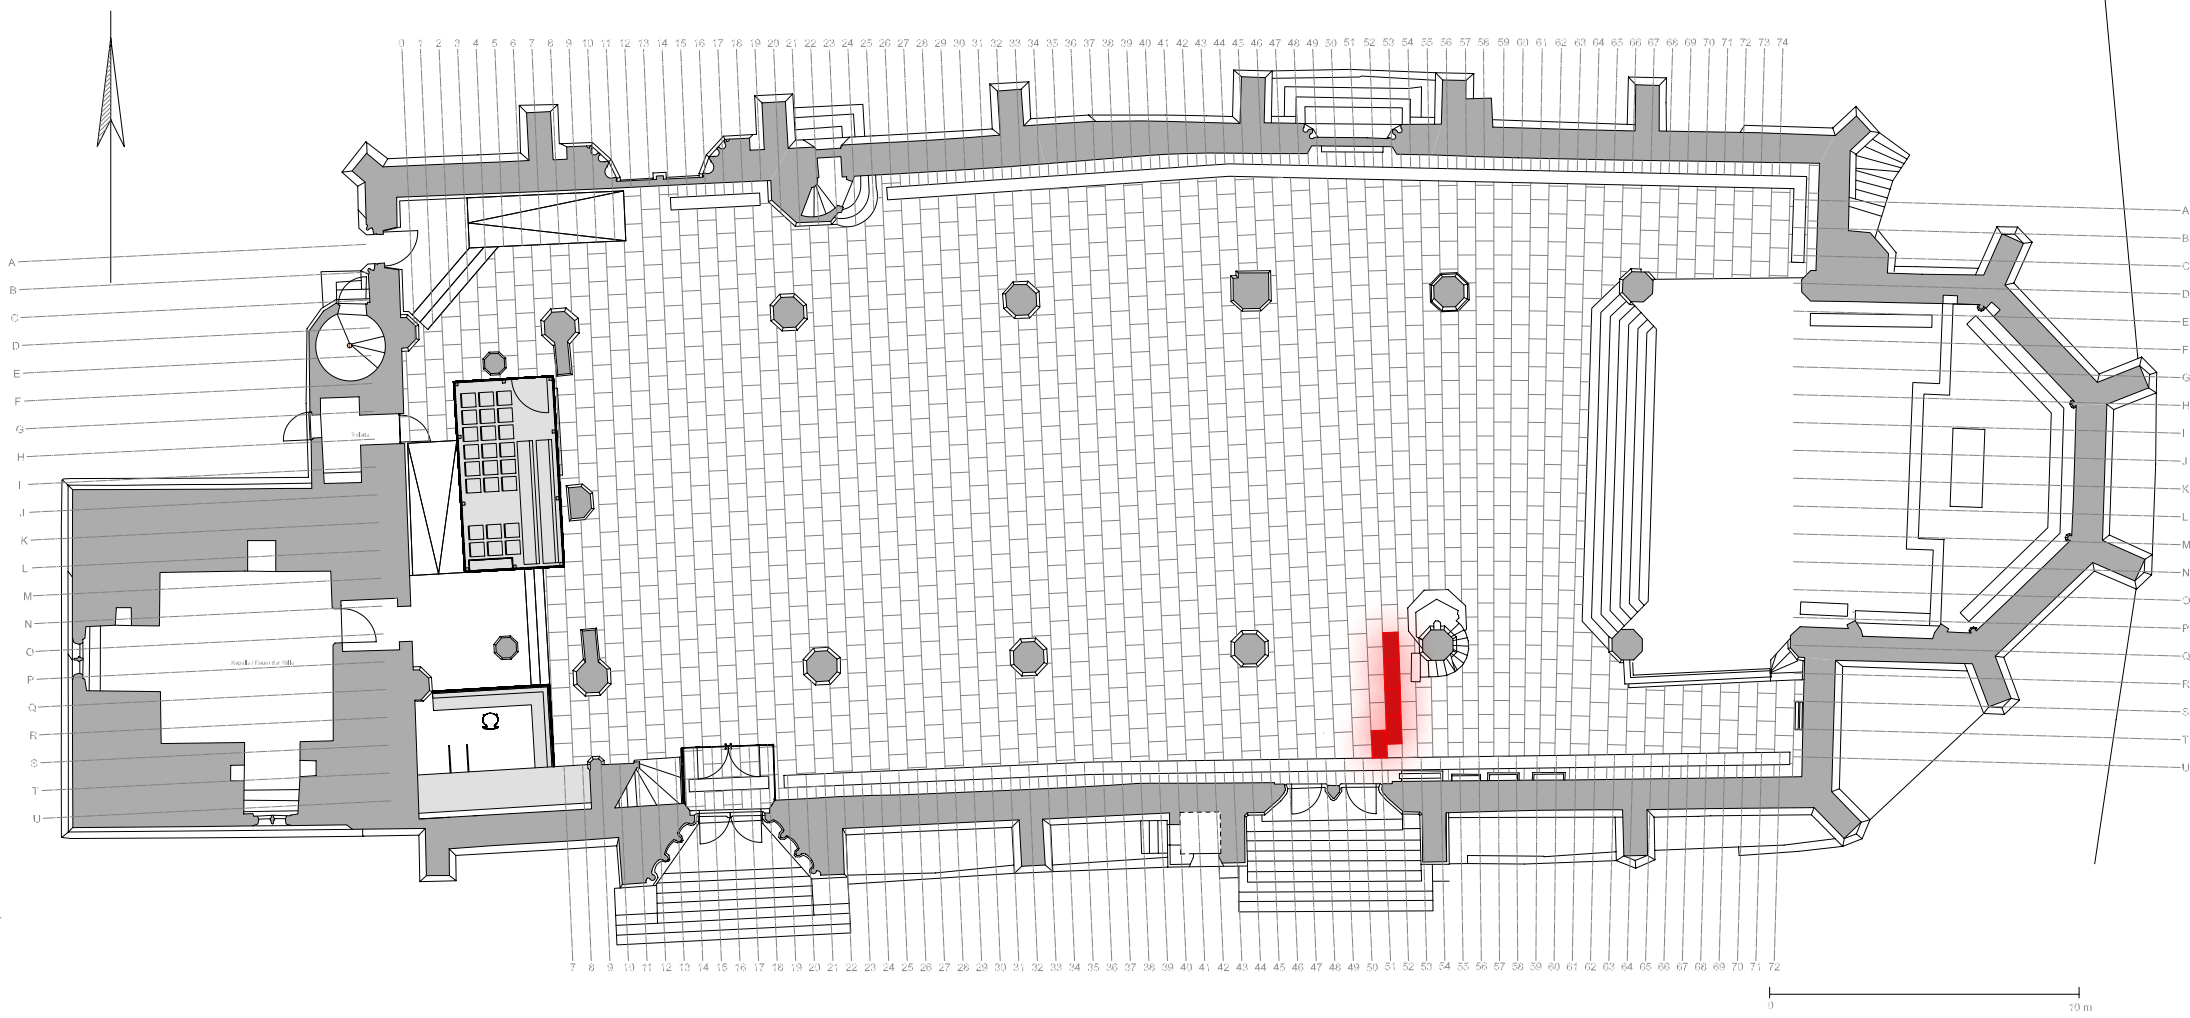 0 1 2 3 4 5 6 7 8 9 10 11 12 13 14 15 16 17 18 19 20 21 22 23 24 25 26 27 28 29 30 31 32 33 34 35 36 37 38 39 40 41 42 43 44 45 46 47 48 49 50 51 52 53 54 55 56 57 58 59 60 61 62 63 64 65 66 67 68 69 70 71 72 73 74
A
B
C
D
E
F
G
H
I
J
K
L
M
N
O
P
Q
R
S
T
U
Kapelle / Raum der Stille
A
B
C
D
E
F
G
H
I
J
K
L
M
N
O
P
Q
R
S
T
U
7 8 9 10 11 12 13 14 15 16 17 18 19 20 21 22 23 24 25 26 27 28 29 30 31 32 33 34 35 36 37 38 39 40 41 42 43 44 45 46 47 48 49 50 51 52 53 54 55 56 57 58 59 60 61 62 63 64 65 66 67 68 69 70 71 72
0 10 m